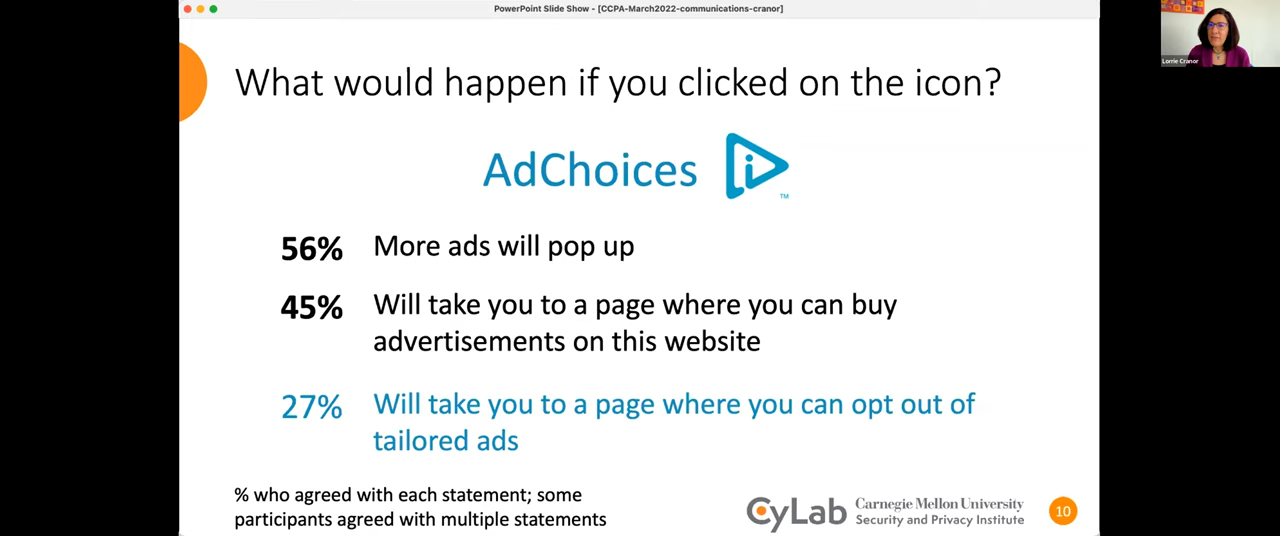 PowerPoint Slide Show - [CCPA-March2022-communications-cranor]
Lorrie Cranor
What would happen if you clicked on the icon?
AdChoices
TM
56% More ads will pop up
45% Will take you to a page where you can buy
advertisements on this website
27% Will take you to a page where you can opt out of
tailored ads
% who agreed with each statement; some
participants agreed with multiple statements
CyLab Carnegie Mellon University
Security and Privacy Institute
10